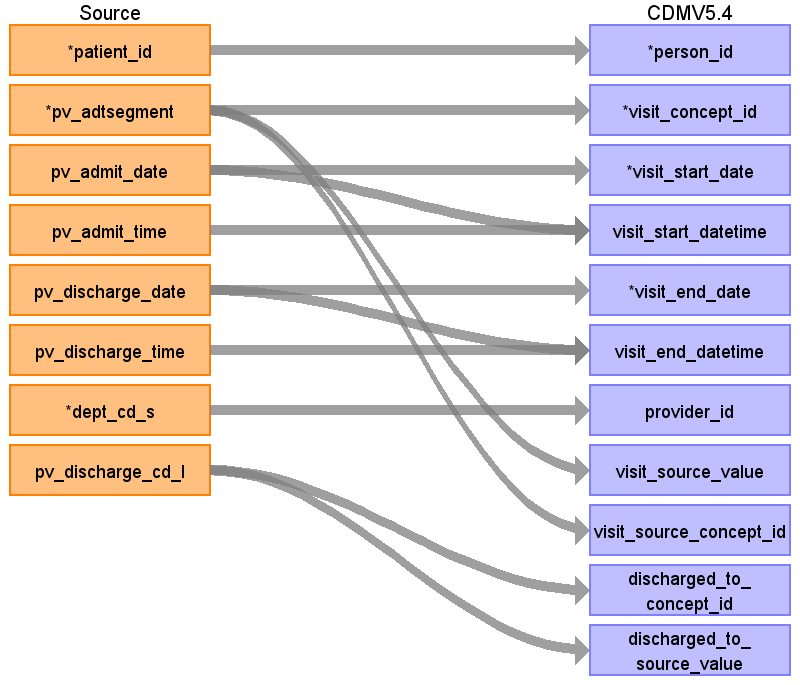 Source CDMV5.4
*patient_id *person_id
*pv_adtsegment *visit_concept_id
pv_admit_date *visit_start_date
pv_admit_time visit_start_datetime
pv_discharge_date *visit_end_date
pv_discharge_time visit_end_datetime
*dept_cd_s provider_id
pv_discharge_cd_l visit_source_value
visit_source_concept_id
discharged_to_
concept_id
discharged_to_
source_value